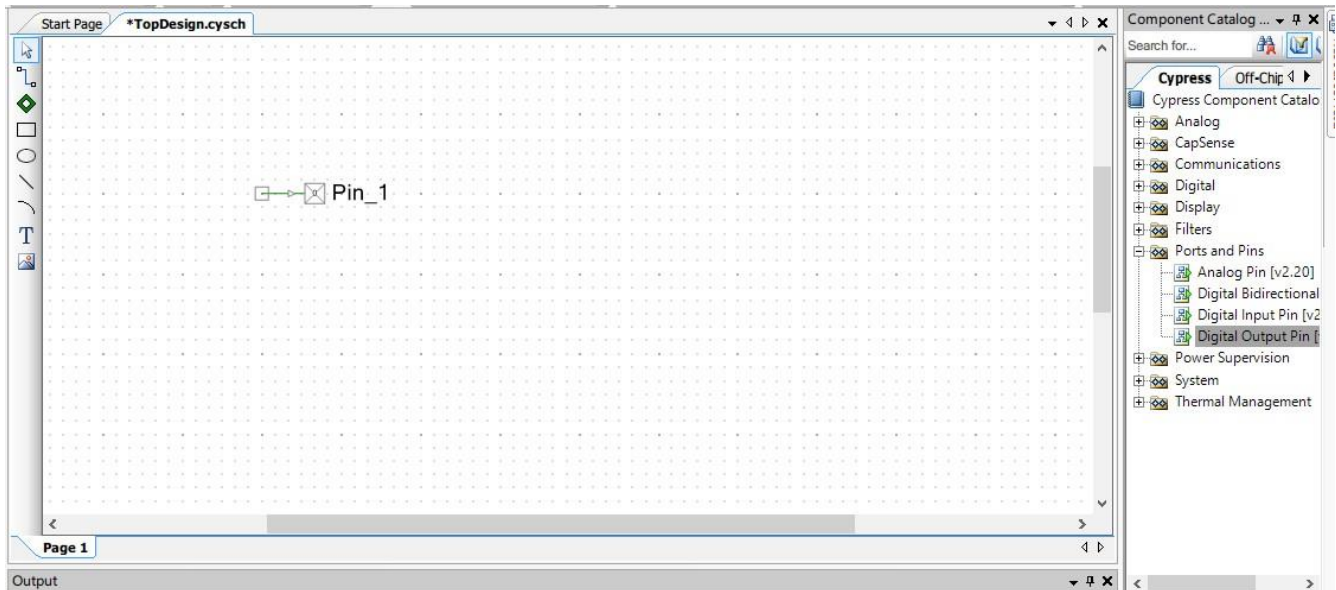 Start Page
*TopDesign.cysch
Pin_1
T
Page 1
Output
Component Catalog ...
Search for...
Cypress
Off-Chip
Cypress Component Catalo
Analog
CapSense
Communications
Digital
Display
Filters
Ports and Pins
Analog Pin [v2.20]
Digital Bidirectional
Digital Input Pin [v2
Digital Output Pin [
Power Supervision
System
Thermal Management